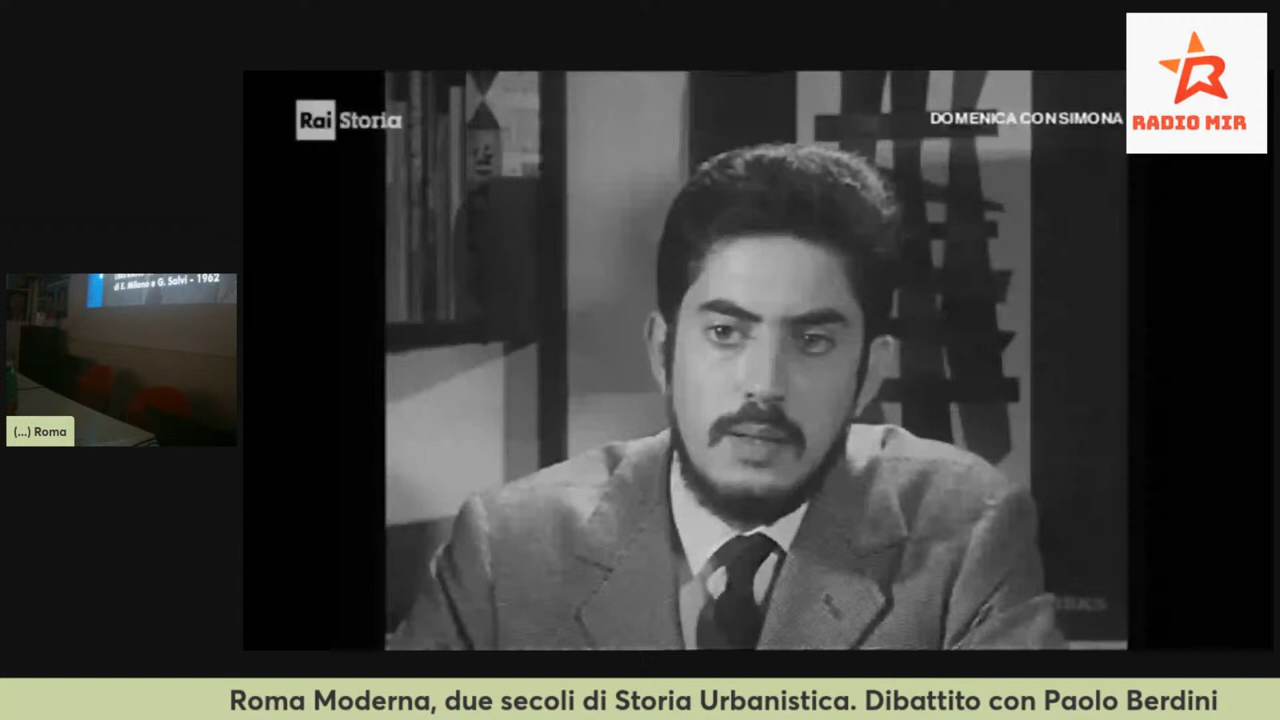 Rai Storia
DOMENICA CON SIMONA
RADIO MIR
di E. Milano e G. Salvi - 1962
(...) Roma
Roma Moderna, due secoli di Storia Urbanistica. Dibattito con Paolo Berdini